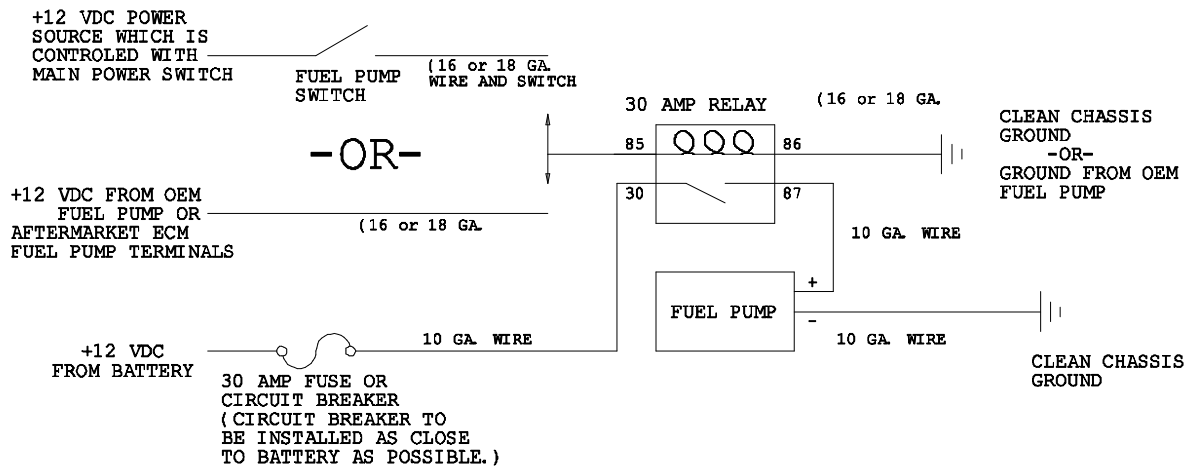 +12 VDC POWER
SOURCE WHICH IS
CONTROLED WITH
MAIN POWER SWITCH
FUEL PUMP
SWITCH
(16 or 18 GA.
WIRE AND SWITCH
-OR-
+12 VDC FROM OEM
FUEL PUMP OR
AFTERMARKET ECM
FUEL PUMP TERMINALS
(16 or 18 GA.
30 AMP RELAY
85
86
30
87
(16 or 18 GA.
CLEAN CHASSIS
GROUND
-OR-
GROUND FROM OEM
FUEL PUMP
10 GA. WIRE
FUEL PUMP
+
-
10 GA. WIRE
CLEAN CHASSIS
GROUND
+12 VDC
FROM BATTERY
10 GA. WIRE
30 AMP FUSE OR
CIRCUIT BREAKER
(CIRCUIT BREAKER TO
BE INSTALLED AS CLOSE
TO BATTERY AS POSSIBLE.)